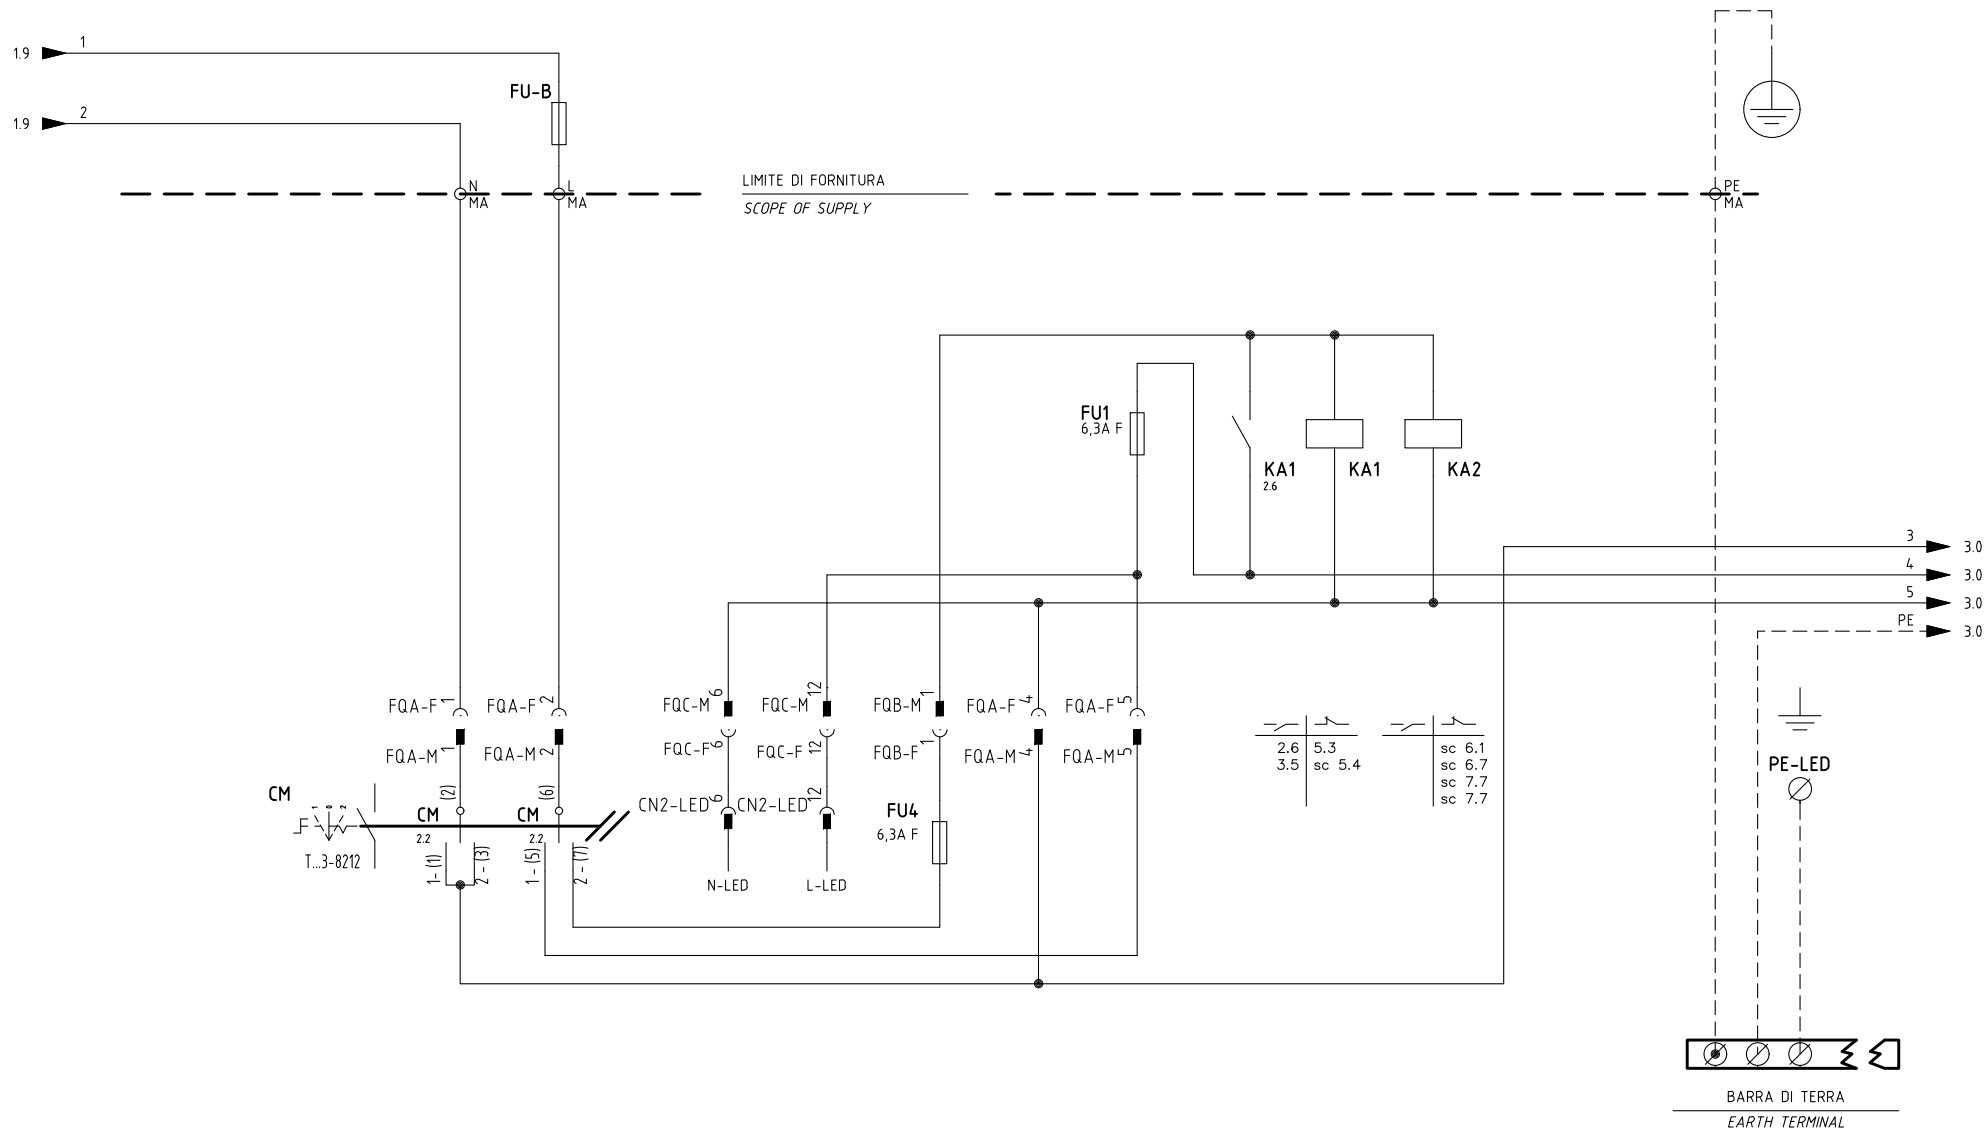 1.9
1
FU-B
1.9
2
N
MA
L
MA
LIMITE DI FORNITURA
SCOPE OF SUPPLY
PE
MA
FU1
6,3A F
KA1
2.6
KA1
KA2
3
3.0
4
3.0
5
3.0
PE
3.0
FQA-F 1
FQA-F 2
FQC-M 6
FQC-M 12
FQB-M 1
FQA-F 4
FQA-F 5
FQA-M 1
FQA-M 2
FQC-F 6
FQC-F 12
FQB-F 1
FQA-M 4
FQA-M 5
2.6
3.5
5.3
sc 5.4
sc 6.1
sc 6.7
sc 7.7
sc 7.7
PE-LED
CM
1 0 2
T...3-8212
(2)
CM
2.2
(6)
CM
2.2
1-(1)
2-(3)
1-(5)
2-(7)
CN2-LED 6
CN2-LED 12
N-LED
L-LED
FU4
6,3A F
BARRA DI TERRA
EARTH TERMINAL